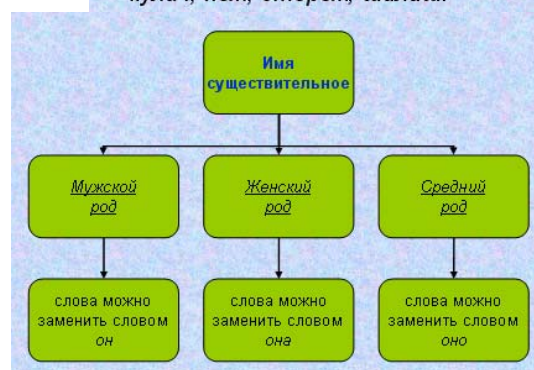 Имя
существительное
Мужской
род
Женский
род
Средний
род
слова можно
заменить словом
он
слова можно
заменить словом
она
слова можно
заменить словом
оно